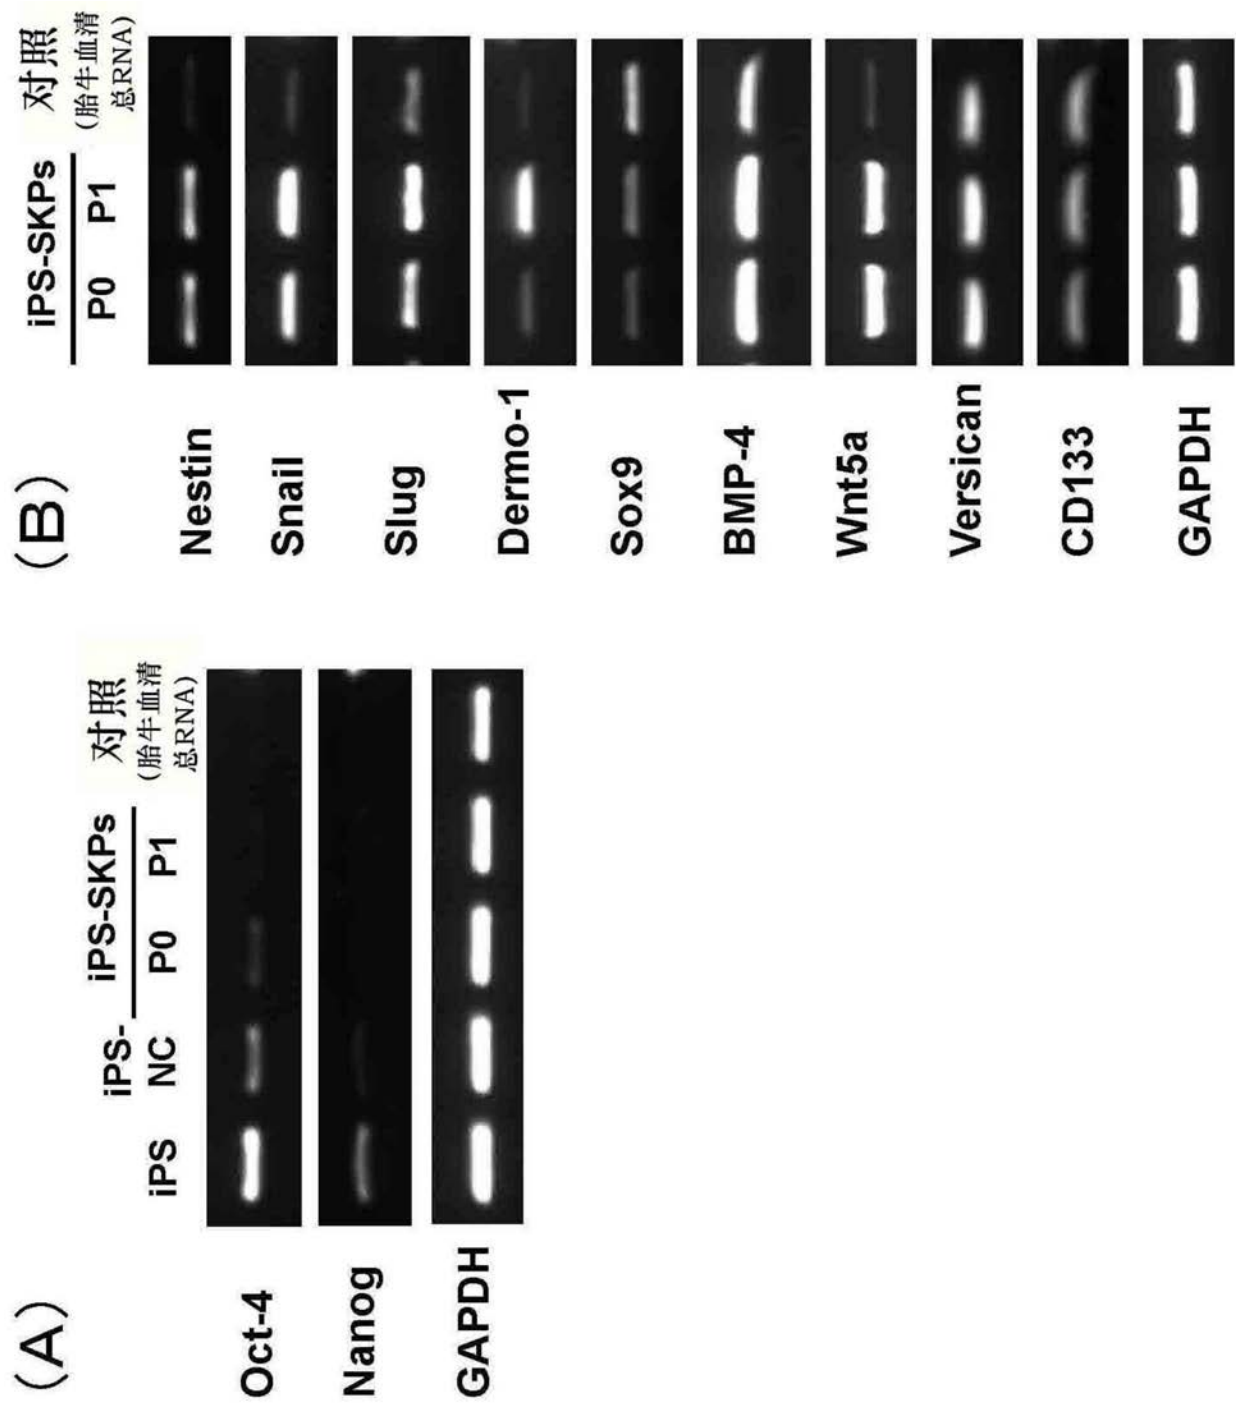 (A)
iPS
iPS-
NC
iPS-SKPs
P0
P1
对照
(胎牛血清
总RNA)
Oct-4
Nanog
GAPDH
(B)
iPS-SKPs
P0
P1
对照
(胎牛血清
总RNA)
Nestin
Snail
Slug
Dermo-1
Sox9
BMP-4
Wnt5a
Versican
CD133
GAPDH